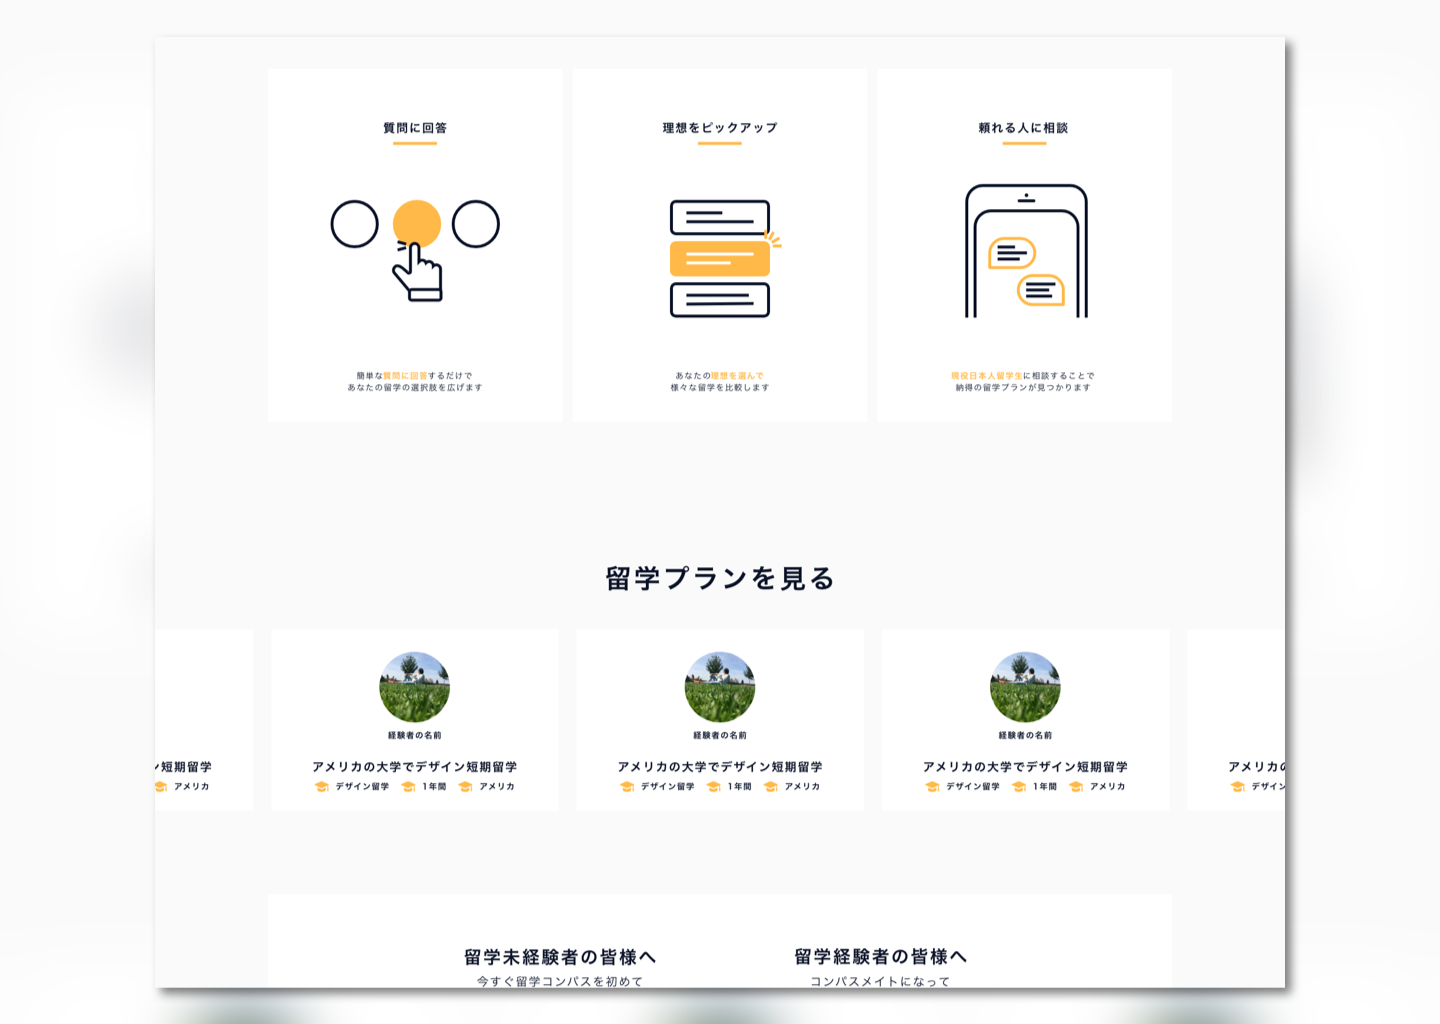 質問に回答
理想をピックアップ
頼れる人に相談
簡単な質問に回答するだけで
あなたの留学の選択肢を広げます
あなたの理想を選んで
様々な留学を比較します
現役日本人留学生に相談することで
納得の留学プランが見つかります
留学プランを見る
ン短期留学
アメリカ
経験者の名前
アメリカの大学でデザイン短期留学
デザイン留学 1年間 アメリカ
経験者の名前
アメリカの大学でデザイン短期留学
デザイン留学 1年間 アメリカ
経験者の名前
アメリカの大学でデザイン短期留学
デザイン留学 1年間 アメリカ
アメリカの
デザイン
留学未経験者の皆様へ
今すぐ留学コンパスを初めて
留学経験者の皆様へ
コンパスメイトになって